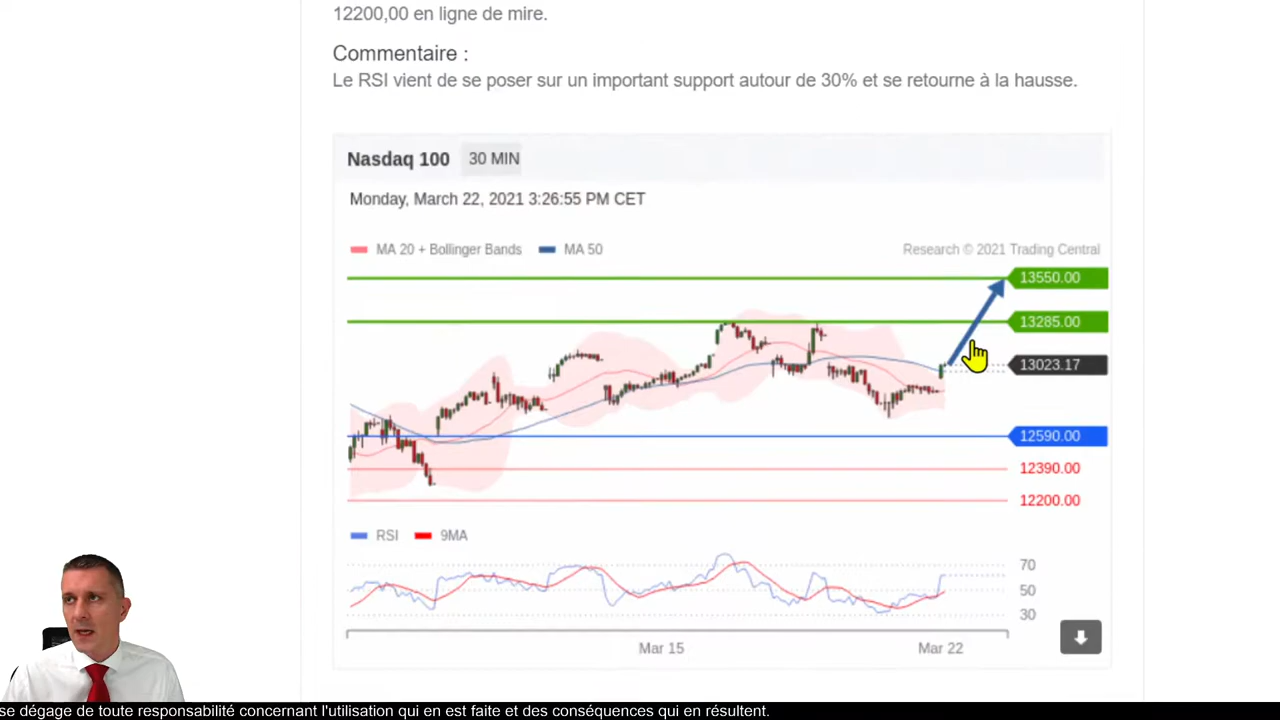 12200,00 en ligne de mire.
Commentaire :
Le RSI vient de se poser sur un important support autour de 30% et se retourne à la hausse.
Nasdaq 100 30 MIN
Monday, March 22, 2021 3:26:55 PM CET
MA 20 + Bollinger Bands MA 50 Research © 2021 Trading Central
13550.00
13285.00
13023.17
12590.00
12390.00
12200.00
RSI 9MA
70
50
30
Mar 15 Mar 22
se dégage de toute responsabilité concernant l'utilisation qui en est faite et des conséquences qui en résultent.